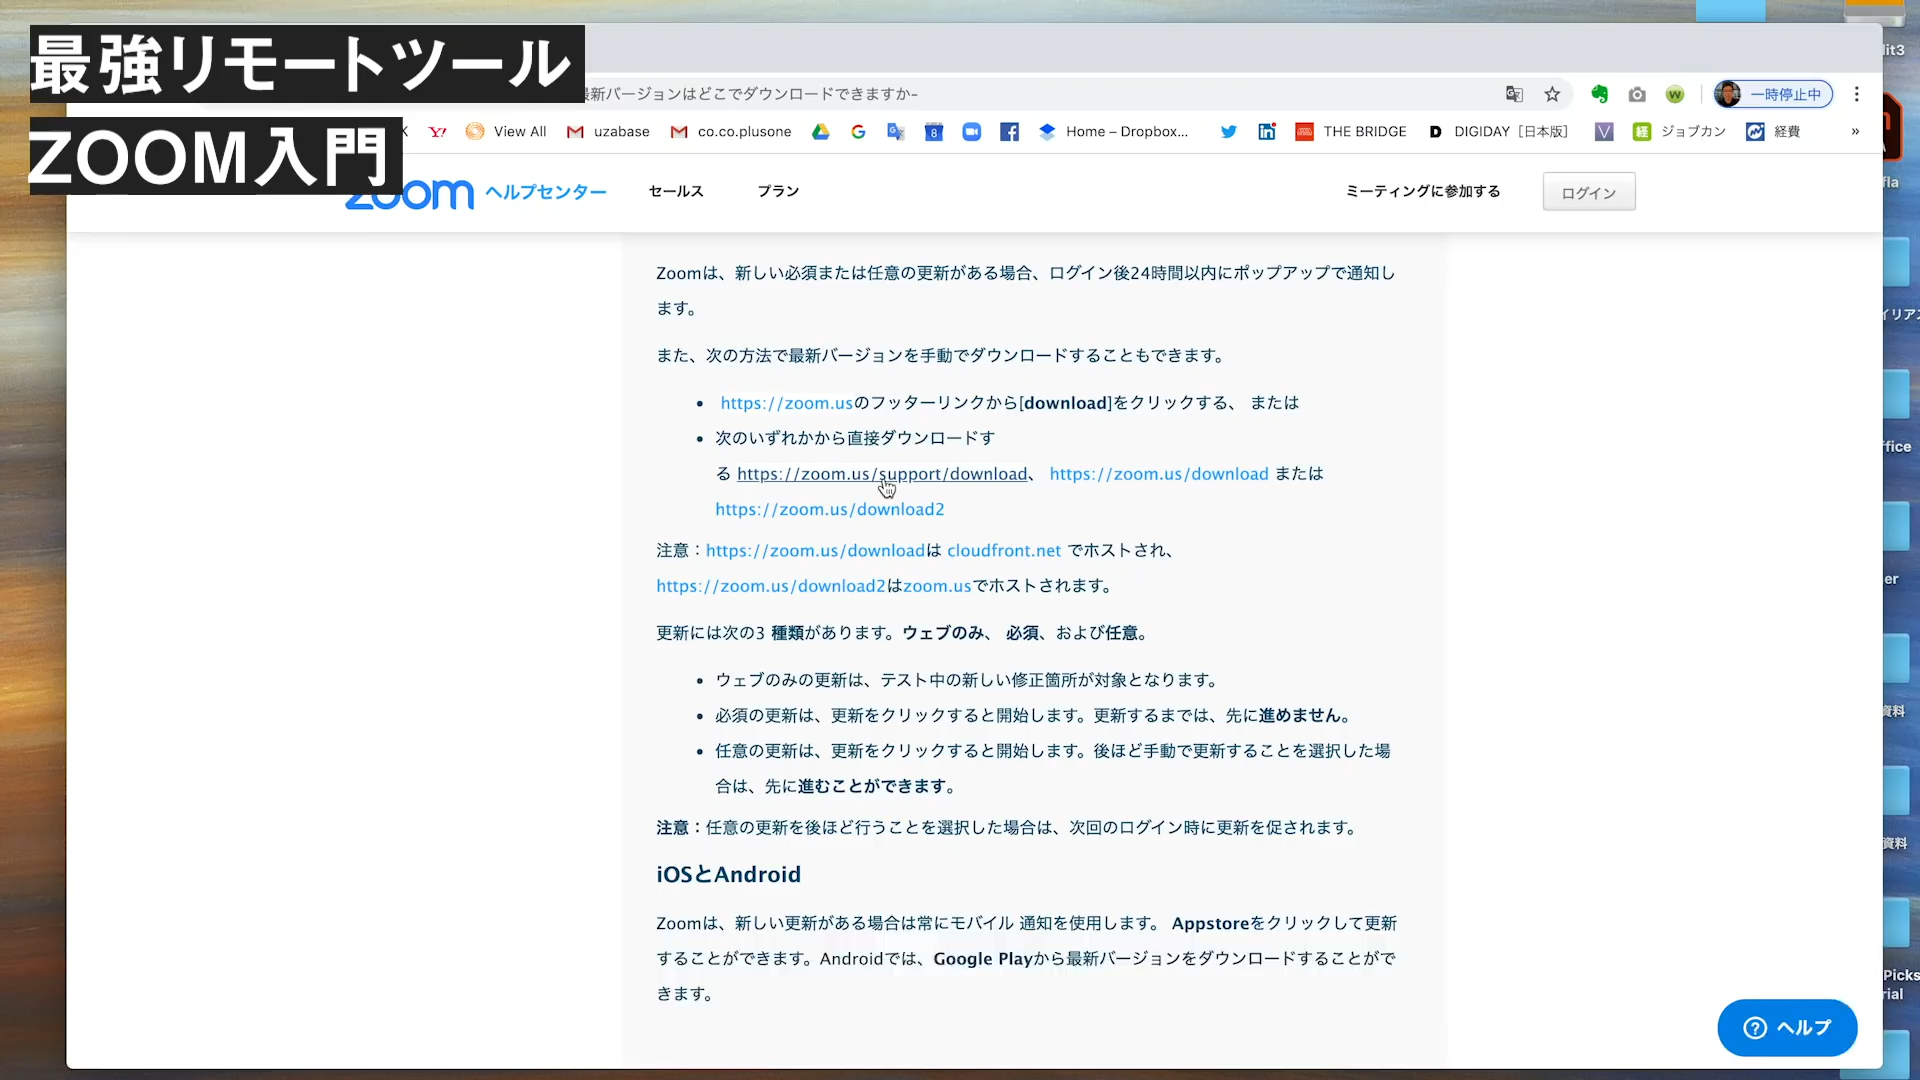 最強リモートツール
ZOOM入門
最新バージョンはどこでダウンロードできますか-
一時停止中
View All
uzabase
co.co.plusone
Home – Dropbox...
THE BRIDGE
DIGIDAY［日本版］
ジョブカン
経費
»
zoom ヘルプセンター
セールス
プラン
ミーティングに参加する
ログイン
Zoomは、新しい必須または任意の更新がある場合、ログイン後24時間以内にポップアップで通知し
ます。
また、次の方法で最新バージョンを手動でダウンロードすることもできます。
• https://zoom.usのフッターリンクから[download]をクリックする、 または
• 次のいずれかから直接ダウンロードす
る https://zoom.us/support/download、 https://zoom.us/download または
https://zoom.us/download2
注意：https://zoom.us/downloadは cloudfront.net でホストされ、
https://zoom.us/download2はzoom.usでホストされます。
更新には次の3 種類があります。ウェブのみ、 必須、および任意。
• ウェブのみの更新は、テスト中の新しい修正箇所が対象となります。
• 必須の更新は、更新をクリックすると開始します。更新するまでは、先に進めません。
• 任意の更新は、更新をクリックすると開始します。後ほど手動で更新することを選択した場
合は、先に進むことができます。
注意：任意の更新を後ほど行うことを選択した場合は、次回のログイン時に更新を促されます。
iOSとAndroid
Zoomは、新しい更新がある場合は常にモバイル 通知を使用します。 Appstoreをクリックして更新
することができます。Androidでは、Google Playから最新バージョンをダウンロードすることがで
きます。
ヘルプ